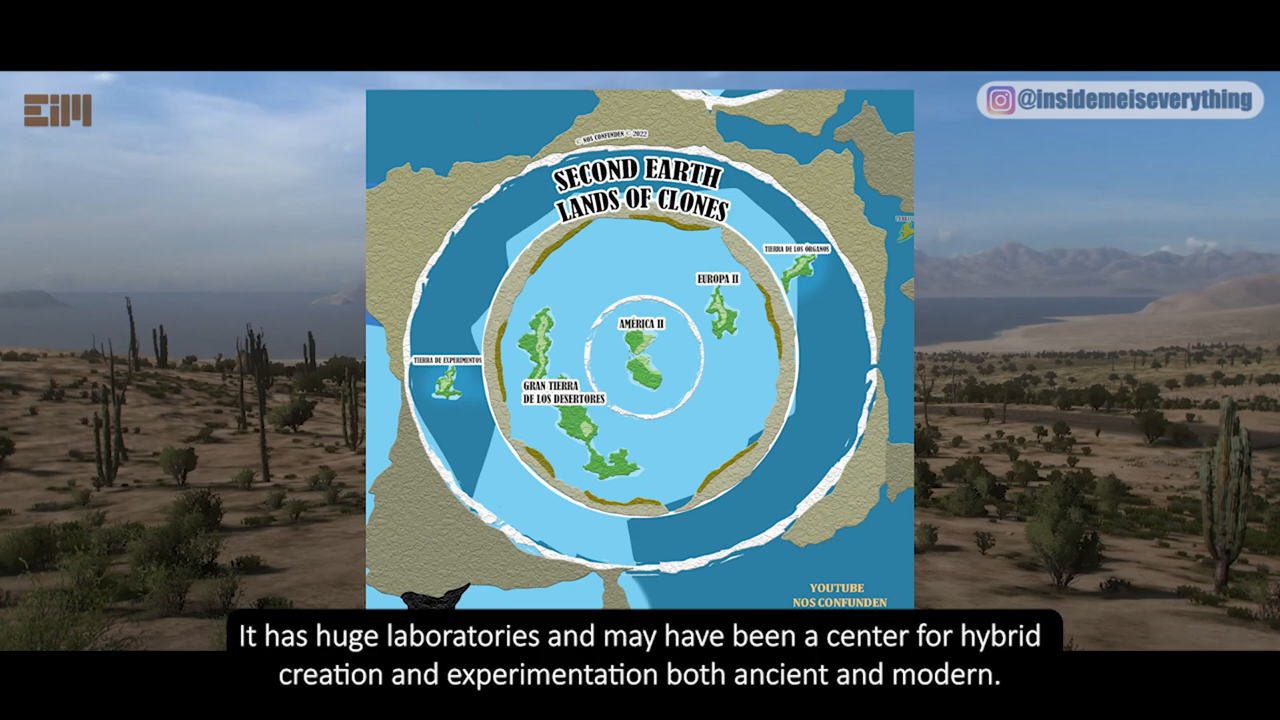 EIM
@insidemeiseverything
© NOS CONFUNDEN © 2022
SECOND EARTH
LANDS OF CLONES
TIERRA DE LOS ÓRGANOS
EUROPA II
AMÉRICA II
TIERRA DE EXPERIMENTOS
GRAN TIERRA
DE LOS DESERTORES
YOUTUBE
NOS CONFUNDEN
It has huge laboratories and may have been a center for hybrid
creation and experimentation both ancient and modern.